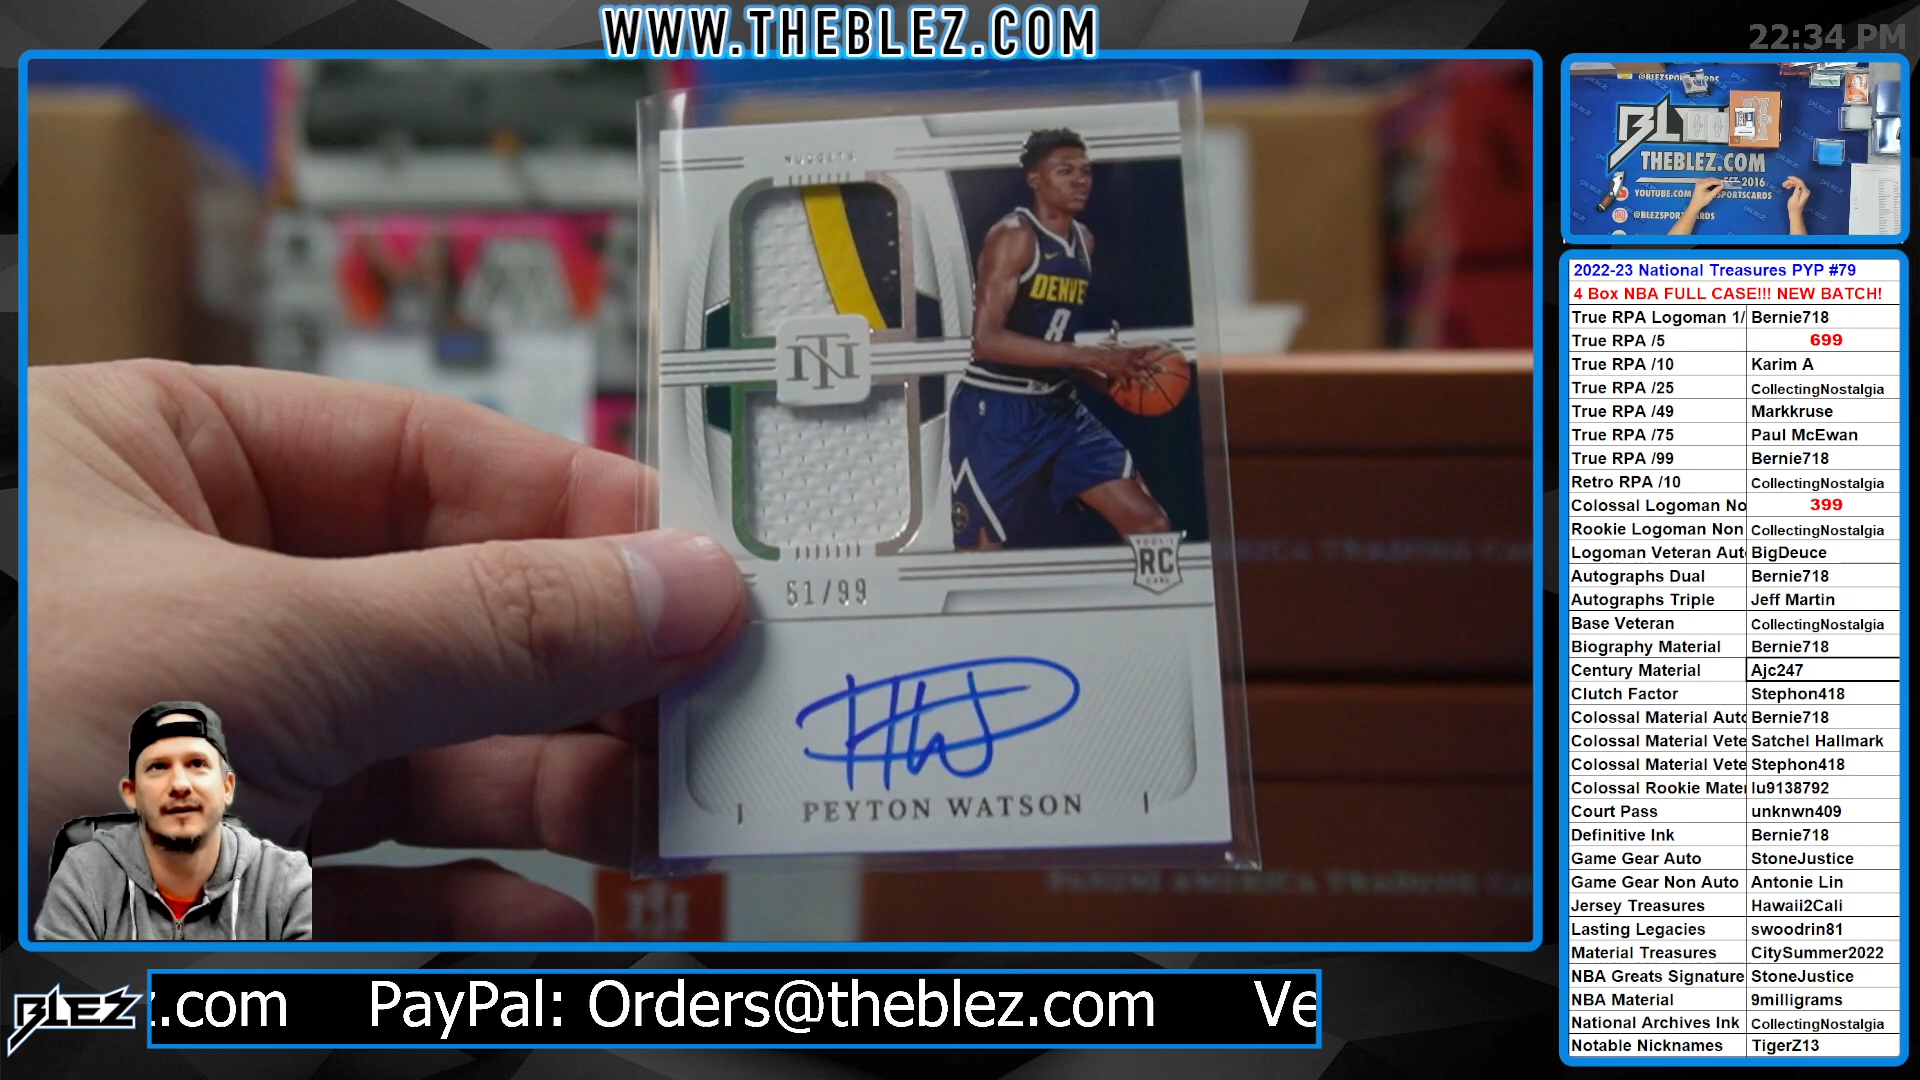 WWW.THEBLEZ.COM
22:34 PM
NUGGETS
DENVE
8
RC
51/99
PEYTON WATSON
BLEZ
z.com PayPal: Orders@theblez.com Ve
BL
THEBLEZ.COM
2016
@BLEZSPOR
2022-23 National Treasures PYP #79
4 Box NBA FULL CASE!!! NEW BATCH!
True RPA Logoman 1/ Bernie718
True RPA /5 699
True RPA /10 Karim A
True RPA /25 CollectingNostalgia
True RPA /49 Markkruse
True RPA /75 Paul McEwan
True RPA /99 Bernie718
Retro RPA /10 CollectingNostalgia
Colossal Logoman No 399
Rookie Logoman Non CollectingNostalgia
Logoman Veteran Aut BigDeuce
Autographs Dual Bernie718
Autographs Triple Jeff Martin
Base Veteran CollectingNostalgia
Biography Material Bernie718
Century Material Ajc247
Clutch Factor Stephon418
Colossal Material Auto Bernie718
Colossal Material Vete Satchel Hallmark
Colossal Material Vete Stephon418
Colossal Rookie Mater lu9138792
Court Pass unknwn409
Definitive Ink Bernie718
Game Gear Auto StoneJustice
Game Gear Non Auto Antonie Lin
Jersey Treasures Hawaii2Cali
Lasting Legacies swoodrin81
Material Treasures CitySummer2022
NBA Greats Signature StoneJustice
NBA Material 9milligrams
National Archives Ink CollectingNostalgia
Notable Nicknames TigerZ13